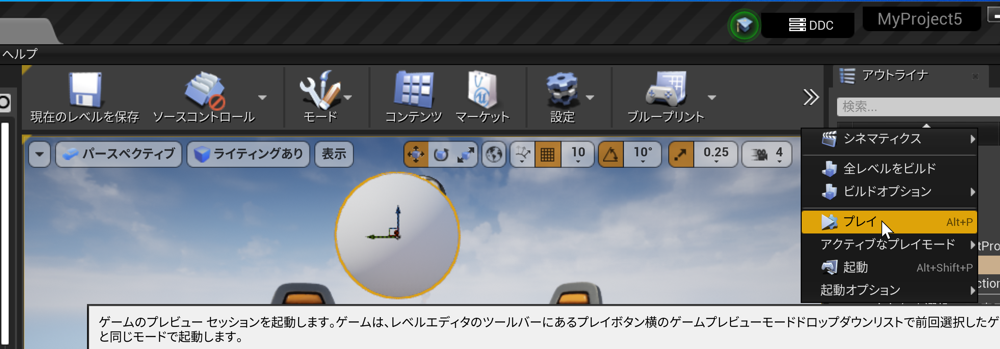 DDC
MyProject5
ヘルプ
現在のレベルを保存
ソースコントロール
モード
コンテンツ
マーケット
設定
ブループリント
アウトライナ
検索...
パースペクティブ
ライティングあり
表示
10
10°
0.25
4
シネマティクス
全レベルをビルド
ビルドオプション
プレイ Alt+P
アクティブなプレイモード
起動 Alt+Shift+P
起動オプション
tPro
ction
ゲームのプレビュー セッションを起動します。ゲームは、レベルエディタのツールバーにあるプレイボタン横のゲームプレビューモードドロップダウンリストで前回選択したゲ
と同じモードで起動します。